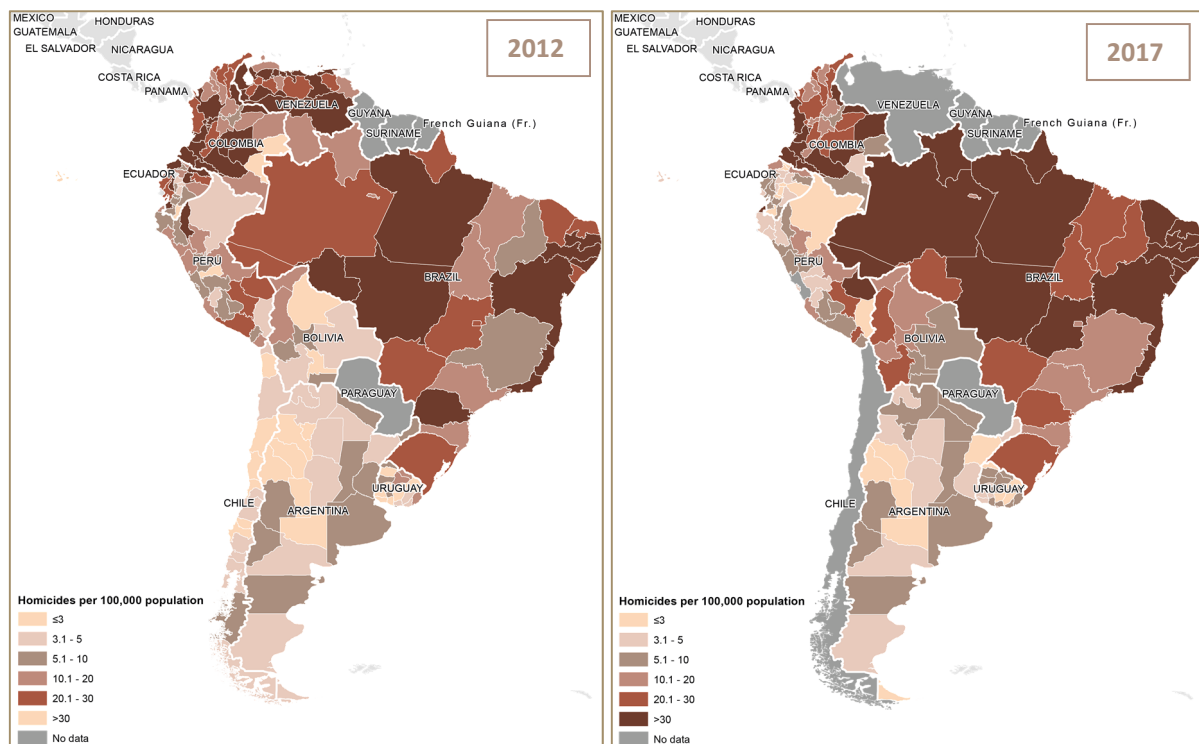 MEXICO
HONDURAS
GUATEMALA
EL SALVADOR
NICARAGUA
COSTA RICA
PANAMA
2012
VENEZUELA
GUYANA
French Guiana (Fr.)
SURINAME
COLOMBIA
ECUADOR
PERU
BRAZIL
BOLIVIA
PARAGUAY
CHILE
URUGUAY
ARGENTINA
Homicides per 100,000 population
≤3
3.1 - 5
5.1 - 10
10.1 - 20
20.1 - 30
>30
No data
MEXICO
HONDURAS
GUATEMALA
EL SALVADOR
NICARAGUA
COSTA RICA
PANAMA
2017
VENEZUELA
GUYANA
French Guiana (Fr.)
SURINAME
COLOMBIA
ECUADOR
PERU
BRAZIL
BOLIVIA
PARAGUAY
CHILE
URUGUAY
ARGENTINA
Homicides per 100,000 population
≤3
3.1 - 5
5.1 - 10
10.1 - 20
20.1 - 30
>30
No data